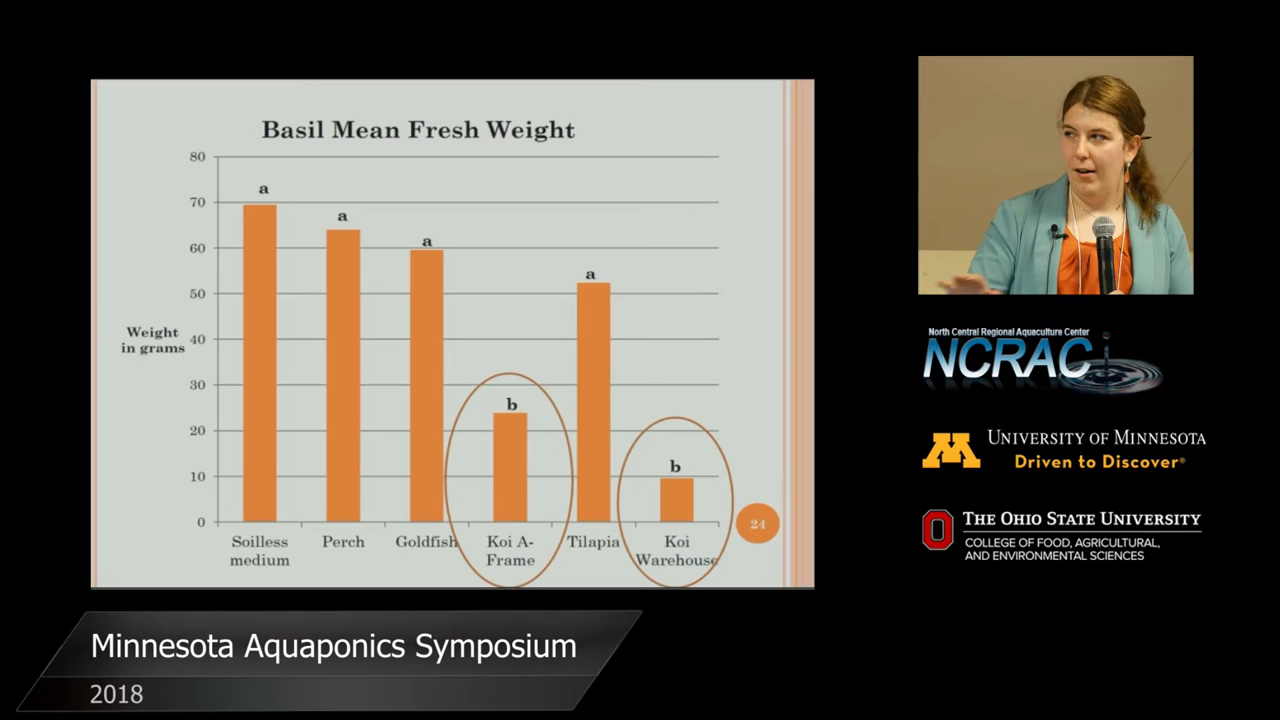 Basil Mean Fresh Weight
80
70
60
50
40
30
20
10
0
Weight
in grams
a
a
a
b
a
b
Soilless
medium
Perch
Goldfish
Koi A-
Frame
Tilapia
Koi
Warehouse
24
North Central Regional Aquaculture Center
NCRAC
UNIVERSITY OF MINNESOTA
Driven to Discover®
THE OHIO STATE UNIVERSITY
COLLEGE OF FOOD, AGRICULTURAL,
AND ENVIRONMENTAL SCIENCES
Minnesota Aquaponics Symposium
2018